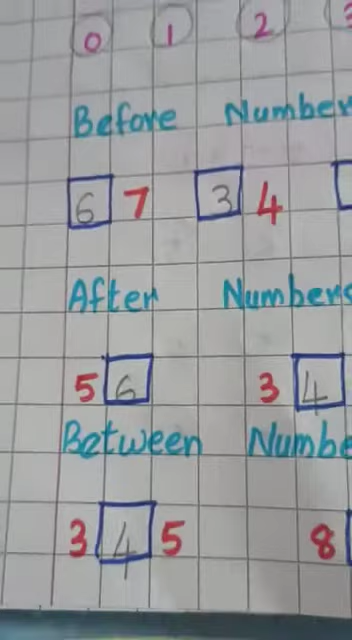 0 1 2
Before Number
6 7 3 4
After Numbers
5 6 3 4
Between Numbe
3 4 5 8